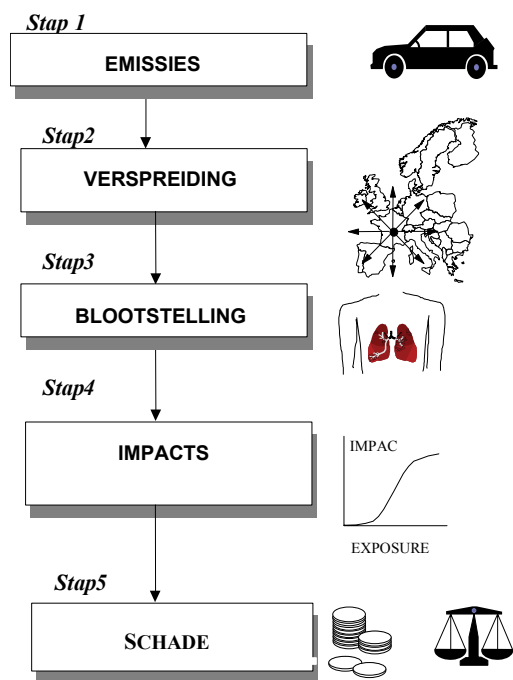 Stap 1
EMISSIES
Stap2
VERSPREIDING
Stap3
BLOOTSTELLING
Stap4
IMPACTS
IMPAC
EXPOSURE
Stap5
SCHADE